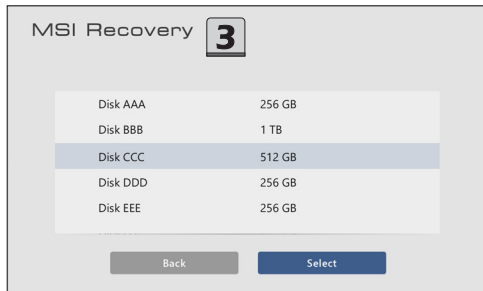 MSI Recovery 3
Disk AAA 256 GB
Disk BBB 1 TB
Disk CCC 512 GB
Disk DDD 256 GB
Disk EEE 256 GB
Back Select